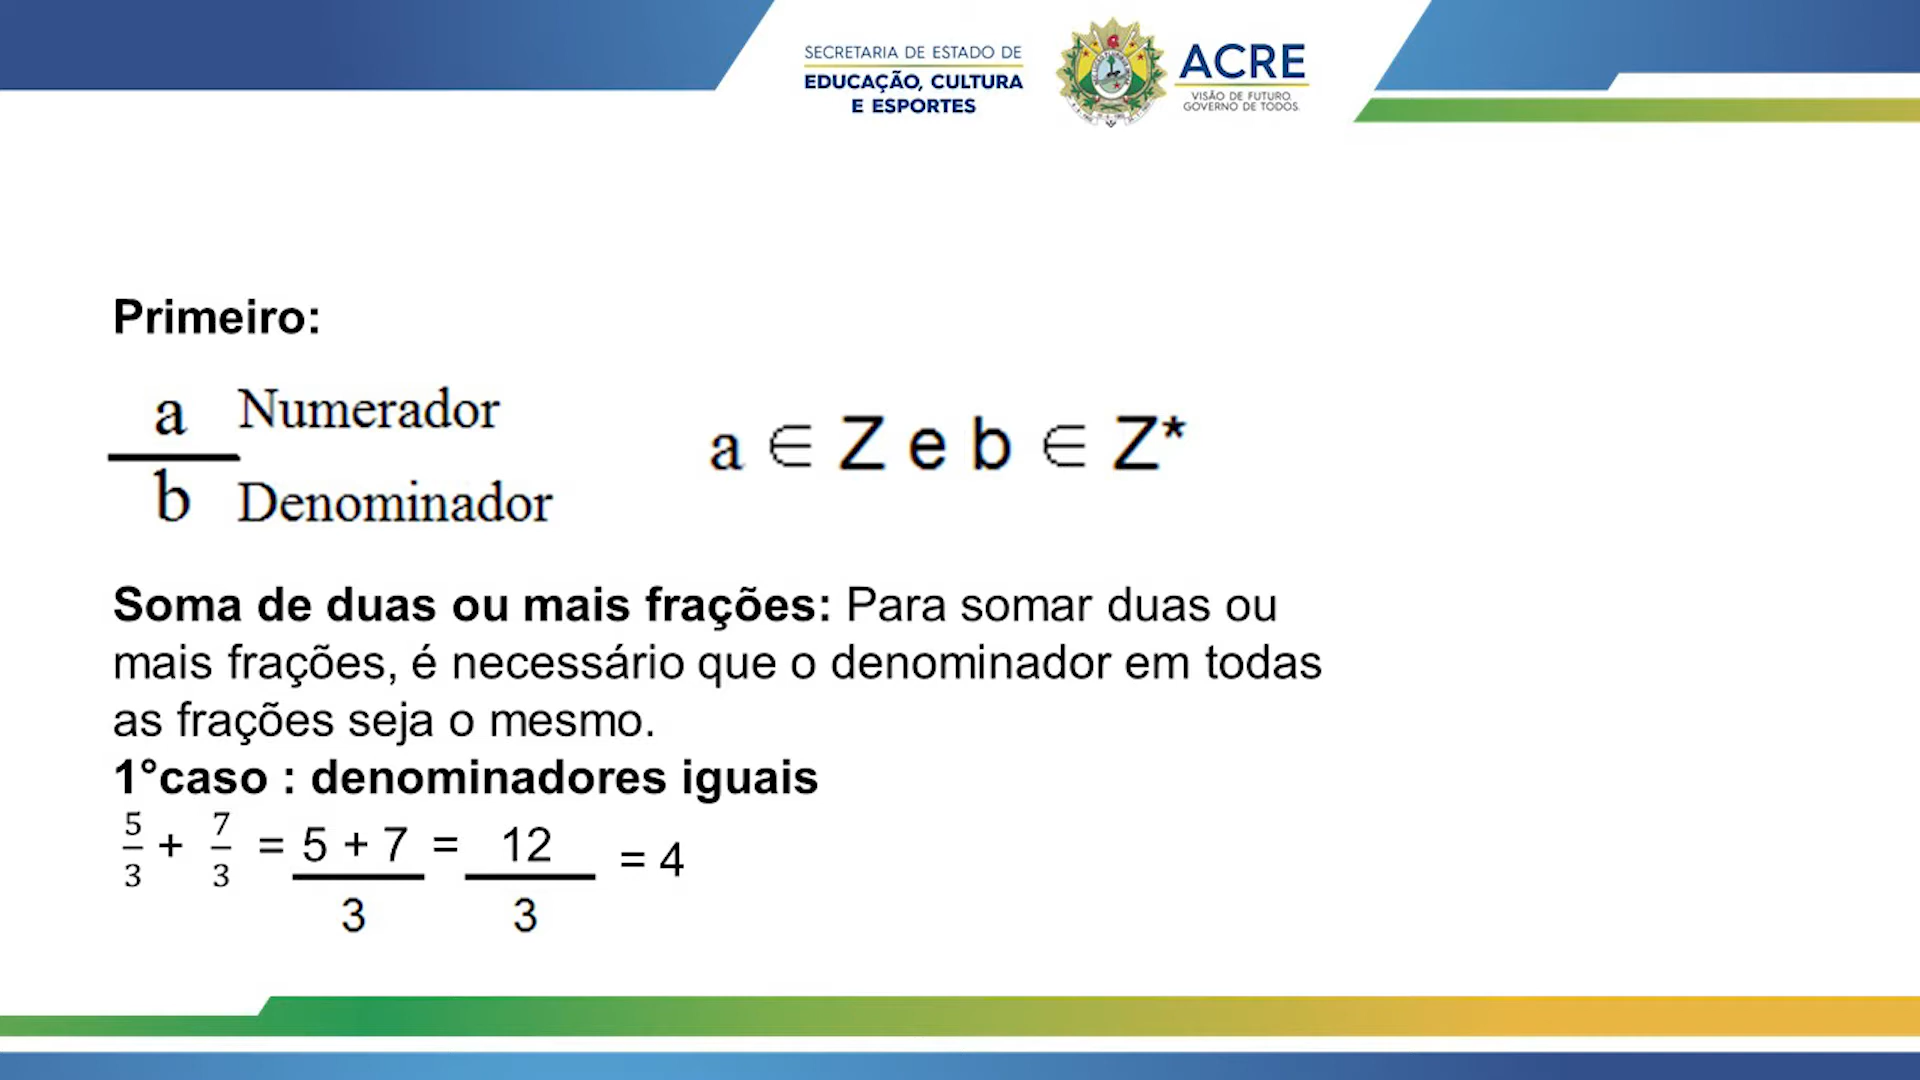 SECRETARIA DE ESTADO DE
EDUCAÇÃO, CULTURA
E ESPORTES
ACRE
VISÃO DE FUTURO.
GOVERNO DE TODOS.
Primeiro:
a Numerador
b Denominador
a ∈ Z e b ∈ Z*
Soma de duas ou mais frações: Para somar duas ou
mais frações, é necessário que o denominador em todas
as frações seja o mesmo.
1°caso : denominadores iguais
5/3 + 7/3 = 5 + 7/3 = 12/3 = 4